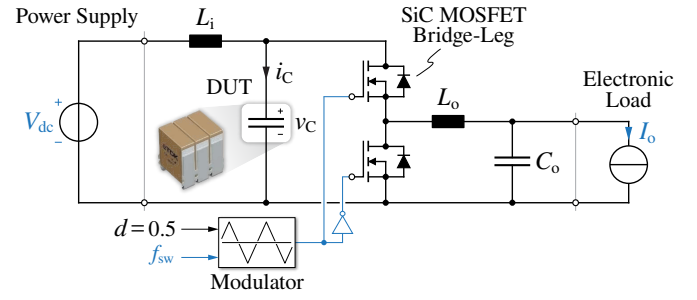 Power Supply
L_i
SiC MOSFET
Bridge-Leg
i_C
DUT
V_dc
+
−
+
−
v_C
L_o
Electronic
Load
I_o
C_o
d = 0.5
f_sw
Modulator